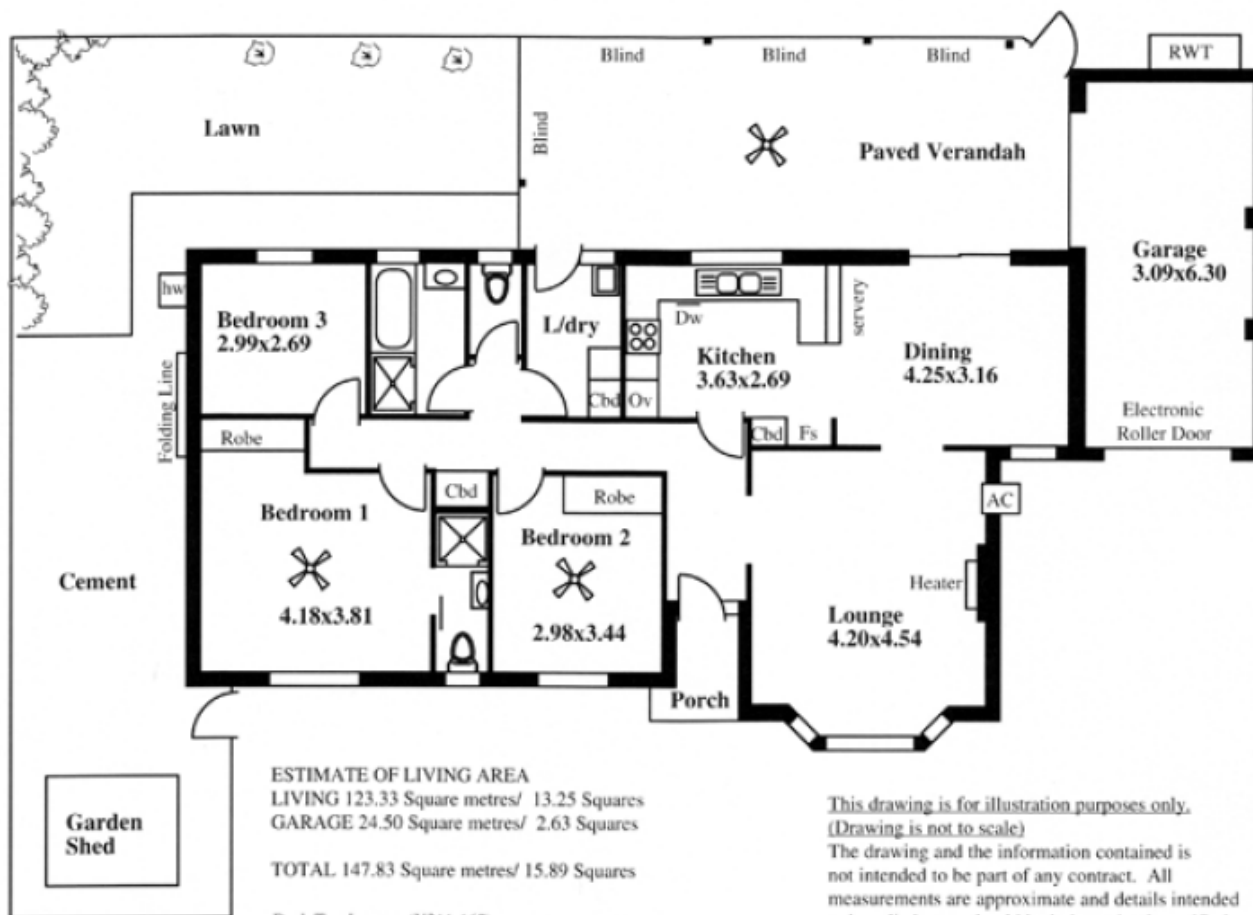 Blind
Blind
Blind
RWT
Lawn
Blind
Paved Verandah
Garage
3.09x6.30
hw
Bedroom 3
2.99x2.69
L/dry
Dw
servery
Kitchen
3.63x2.69
Dining
4.25x3.16
Folding Line
Cbd
Ov
Electronic
Roller Door
Robe
Cbd
Fs
Bedroom 1
Cbd
Robe
AC
Bedroom 2
Cement
Heater
4.18x3.81
2.98x3.44
Lounge
4.20x4.54
Porch
ESTIMATE OF LIVING AREA
LIVING 123.33 Square metres/ 13.25 Squares
GARAGE 24.50 Square metres/ 2.63 Squares
TOTAL 147.83 Square metres/ 15.89 Squares
Garden
Shed
This drawing is for illustration purposes only.
(Drawing is not to scale)
The drawing and the information contained is
not intended to be part of any contract. All
measurements are approximate and details intended